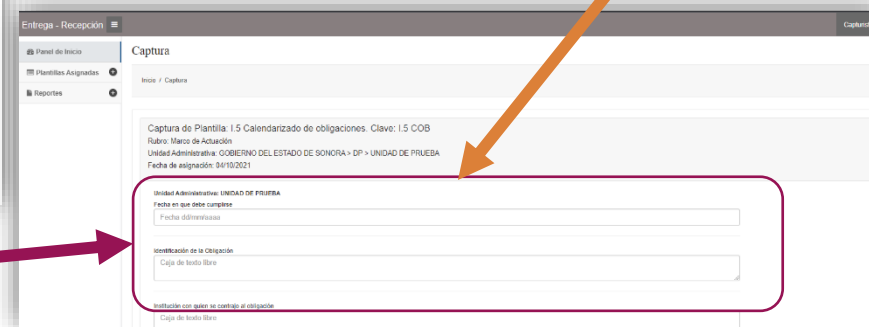 Entrega - Recepción
Panel de Inicio
Plantillas Asignadas
Reportes
Captura
Inicio / Captura
Captura de Plantilla: I.5 Calendarizado de obligaciones. Clave: I.5 COB
Rubro: Marco de Actuación
Unidad Administrativa: GOBIERNO DEL ESTADO DE SONORA > DP > UNIDAD DE PRUEBA
Fecha de asignación: 04/10/2021
Unidad Administrativa: UNIDAD DE PRUEBA
Fecha en que debe cumplirse
Fecha dd/mm/aaaa
Identificación de la Obligación
Caja de texto libre
Institución con quien se contrajo al obligación
Caja de texto libre